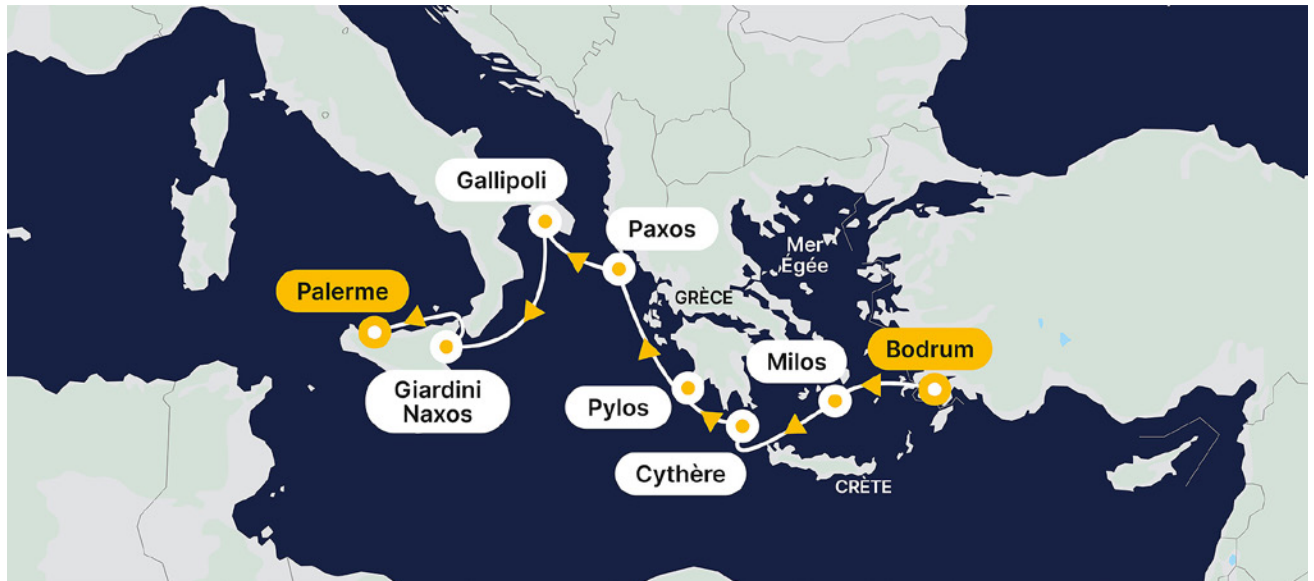 Gallipoli
Paxos
Mer
Égée
Palerme
GRÈCE
Milos
Bodrum
Giardini
Naxos
Pylos
Cythère
CRÈTE